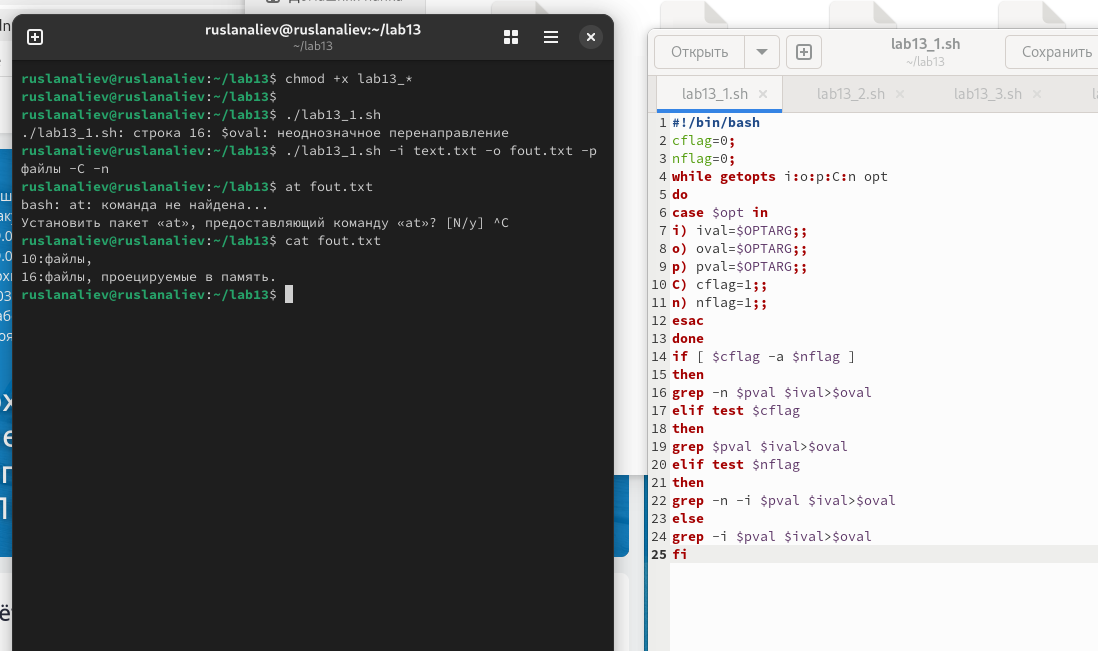 ruslanaliev@ruslanaliev:~/lab13
~/lab13
ruslanaliev@ruslanaliev:~/lab13$ chmod +x lab13_*
ruslanaliev@ruslanaliev:~/lab13$
ruslanaliev@ruslanaliev:~/lab13$ ./lab13_1.sh
./lab13_1.sh: строка 16: $oval: неоднозначное перенаправление
ruslanaliev@ruslanaliev:~/lab13$ ./lab13_1.sh -i text.txt -o fout.txt -p
файлы -C -n
ruslanaliev@ruslanaliev:~/lab13$ at fout.txt
bash: at: команда не найдена...
Установить пакет «at», предоставляющий команду «at»? [N/y] ^C
ruslanaliev@ruslanaliev:~/lab13$ cat fout.txt
10:файлы,
16:файлы, проецируемые в память.
ruslanaliev@ruslanaliev:~/lab13$
Открыть
lab13_1.sh
~/lab13
Сохранить
lab13_1.sh
lab13_2.sh
lab13_3.sh
1 #!/bin/bash
2 cflag=0;
3 nflag=0;
4 while getopts i:o:p:C:n opt
5 do
6 case $opt in
7 i) ival=$OPTARG;;
8 o) oval=$OPTARG;;
9 p) pval=$OPTARG;;
10 C) cflag=1;;
11 n) nflag=1;;
12 esac
13 done
14 if [ $cflag -a $nflag ]
15 then
16 grep -n $pval $ival>$oval
17 elif test $cflag
18 then
19 grep $pval $ival>$oval
20 elif test $nflag
21 then
22 grep -n -i $pval $ival>$oval
23 else
24 grep -i $pval $ival>$oval
25 fi